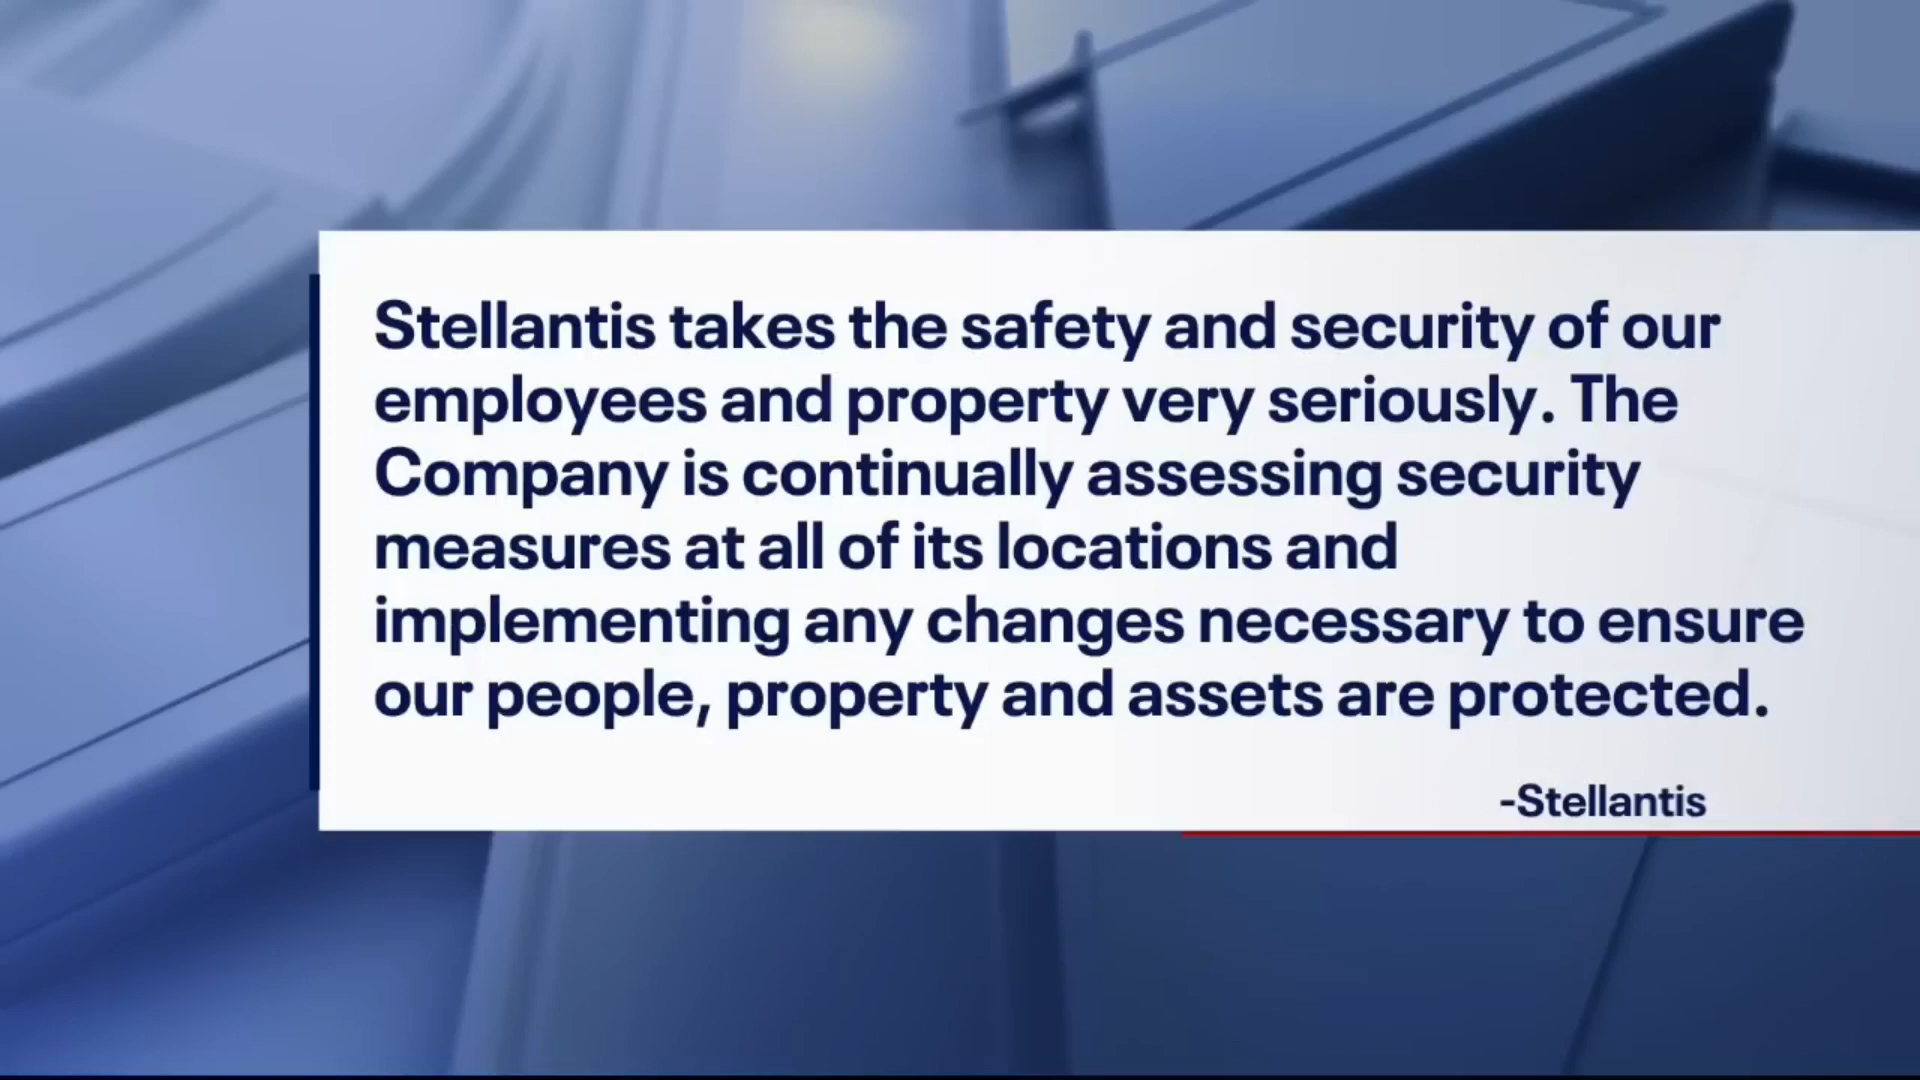 Stellantis takes the safety and security of our
employees and property very seriously. The
Company is continually assessing security
measures at all of its locations and
implementing any changes necessary to ensure
our people, property and assets are protected.
-Stellantis